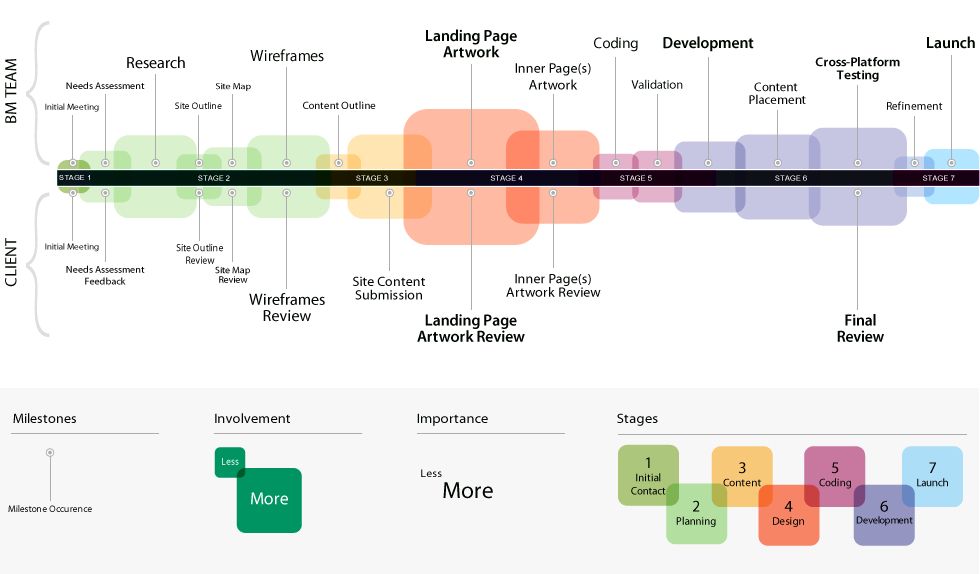 BM TEAM
Landing Page
Artwork
Coding
Development
Launch
Research
Wireframes
Inner Page(s)
Artwork
Cross-Platform
Testing
Needs Assessment
Site Map
Validation
Content
Placement
Initial Meeting
Site Outline
Content Outline
Refinement
STAGE 1
STAGE 2
STAGE 3
STAGE 4
STAGE 5
STAGE 6
STAGE 7
CLIENT
Initial Meeting
Needs Assessment
Feedback
Site Outline
Review
Site Map
Review
Wireframes
Review
Site Content
Submission
Landing Page
Artwork Review
Inner Page(s)
Artwork Review
Final
Review
Milestones
Milestone Occurence
Involvement
Less
More
Importance
Less
More
Stages
1
Initial
Contact
2
Planning
3
Content
4
Design
5
Coding
6
Development
7
Launch